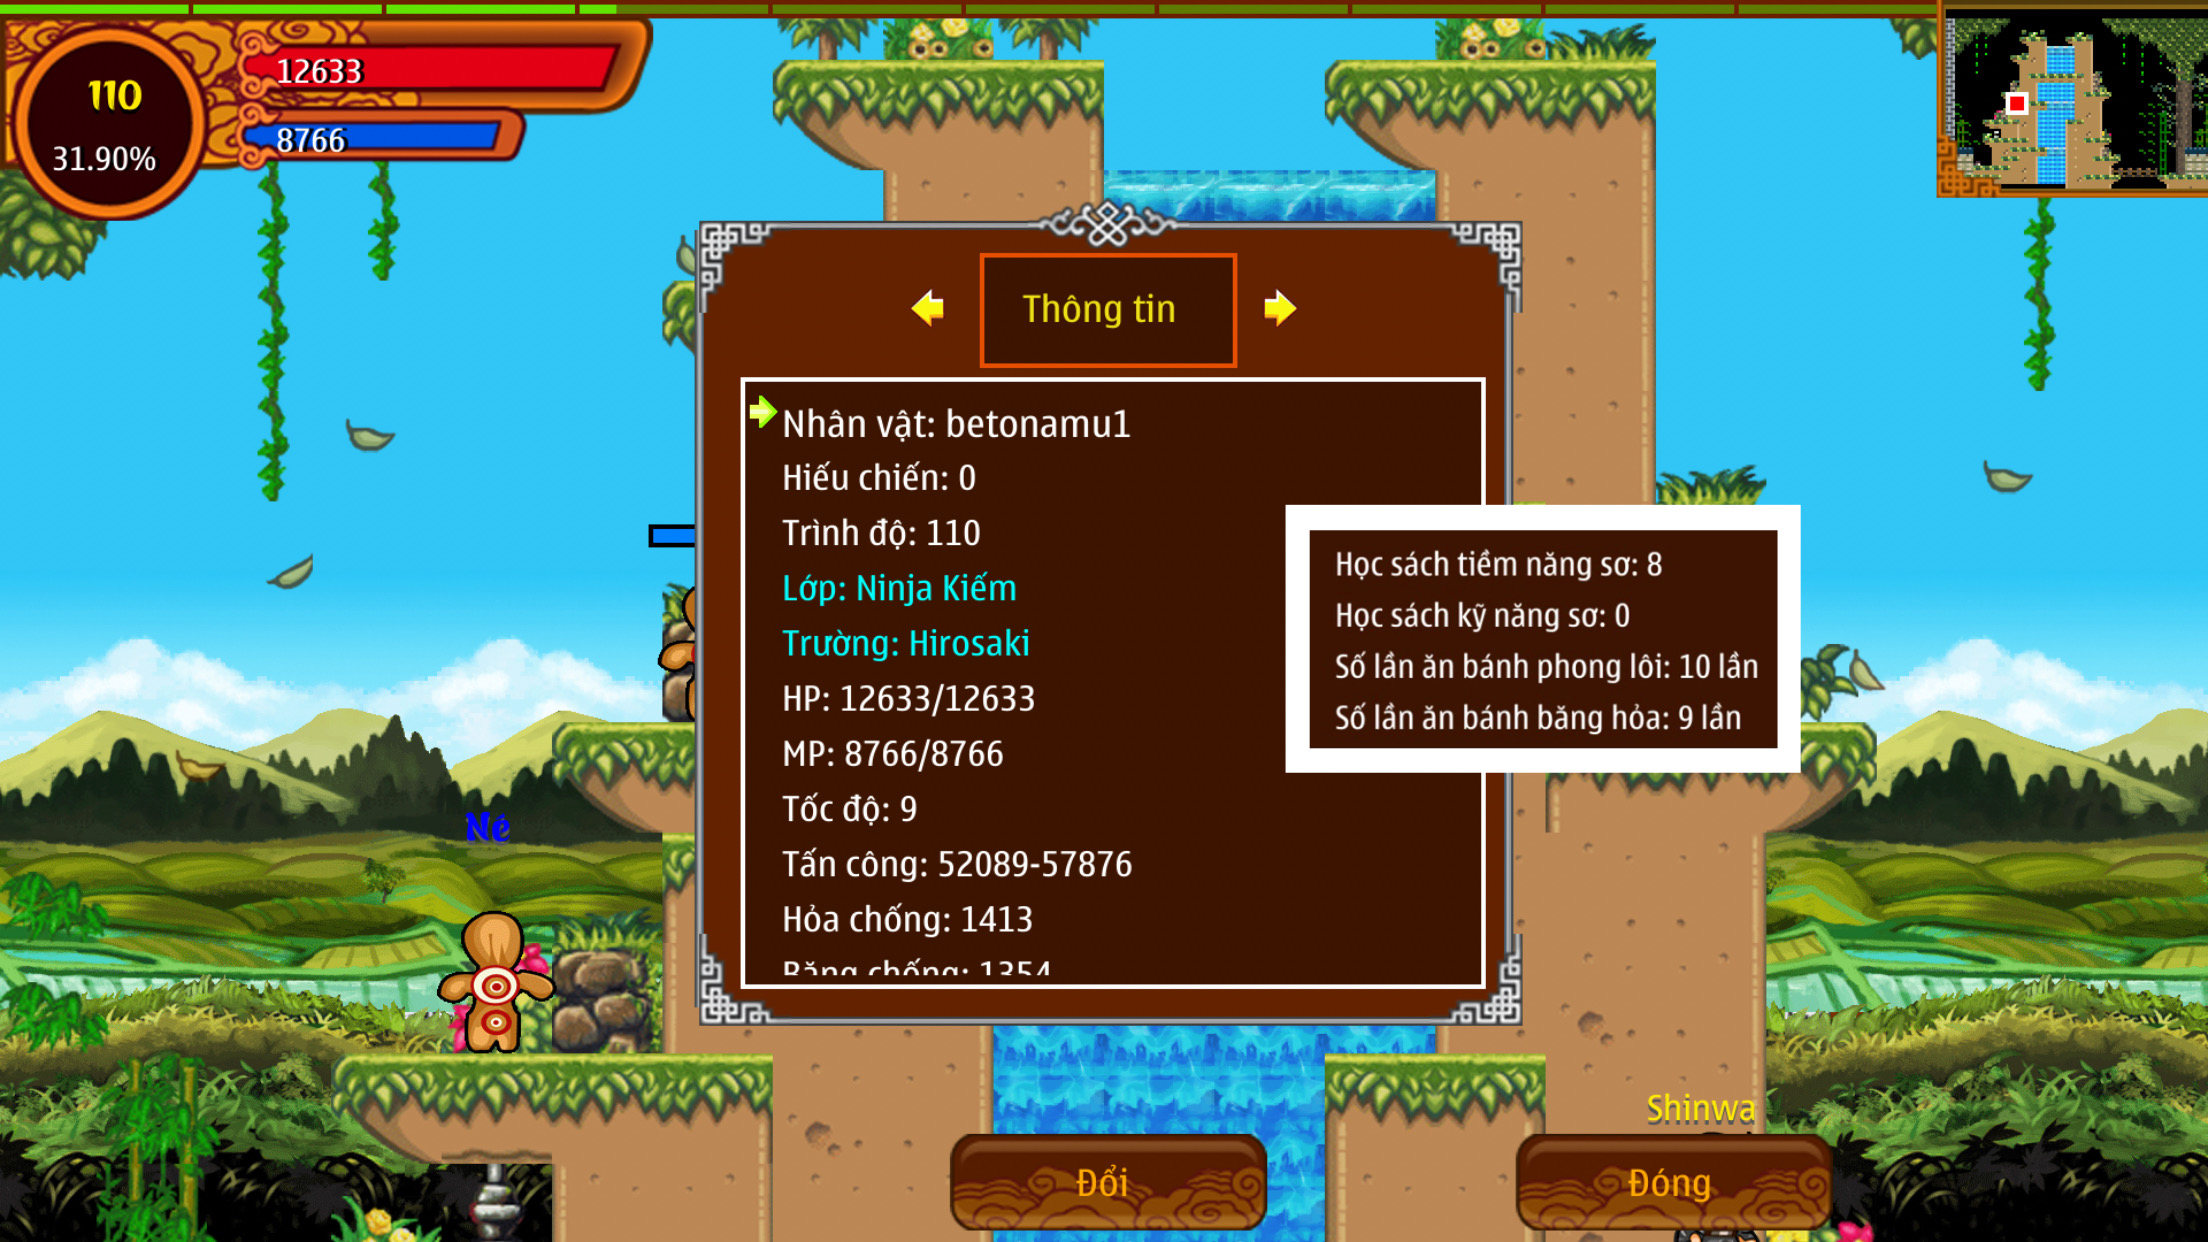 110
31.90%
12633
8766
Thông tin
Nhân vật: betonamu1
Hiếu chiến: 0
Trình độ: 110
Lớp: Ninja Kiếm
Trường: Hirosaki
HP: 12633/12633
MP: 8766/8766
Tốc độ: 9
Tấn công: 52089-57876
Hỏa chống: 1413
Băng chống: 1354
Học sách tiềm năng sơ: 8
Học sách kỹ năng sơ: 0
Số lần ăn bánh phong lôi: 10 lần
Số lần ăn bánh băng hỏa: 9 lần
Né
Shinwa
Đổi
Đóng